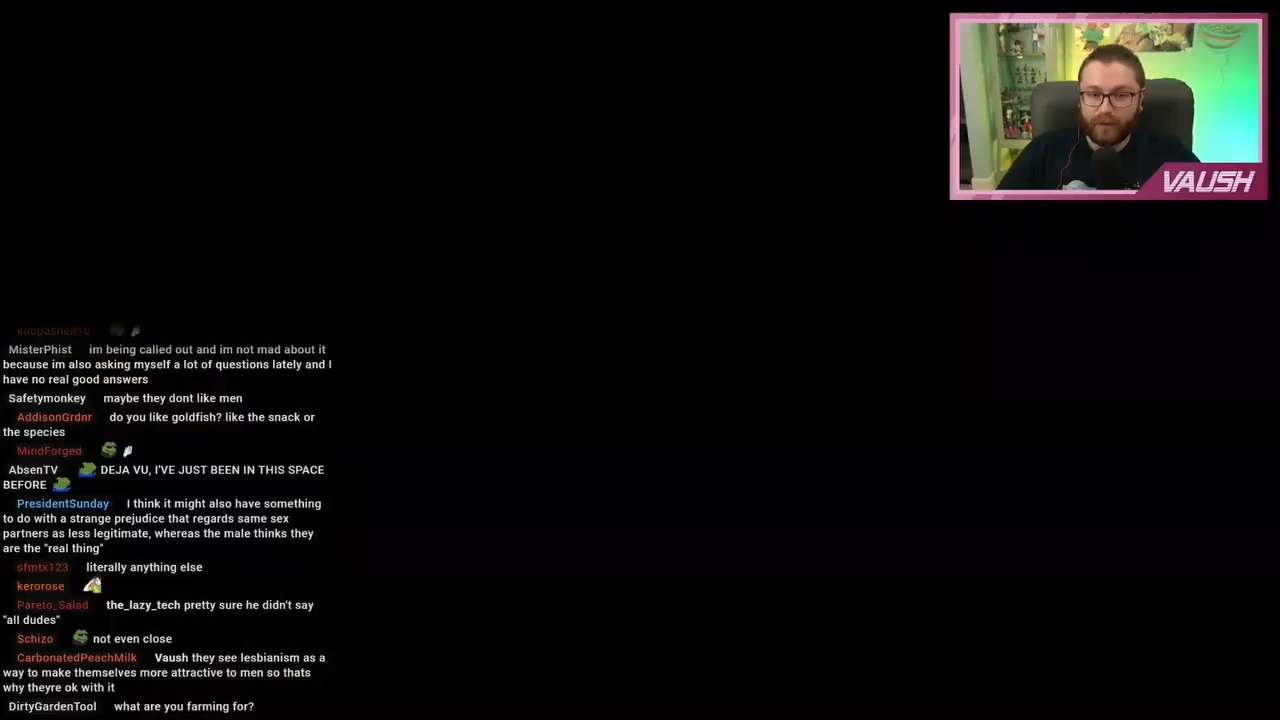 VAUSH
MisterPhist im being called out and im not mad about it
because im also asking myself a lot of questions lately and I
have no real good answers
Safetymonkey maybe they dont like men
AddisonGrdnr do you like goldfish? like the snack or
the species
MindForged
AbsenTV DEJA VU, I'VE JUST BEEN IN THIS SPACE
BEFORE
PresidentSunday I think it might also have something
to do with a strange prejudice that regards same sex
partners as less legitimate, whereas the male thinks they
are the "real thing"
sfmtx123 literally anything else
kerorose
Pareto_Salad the_lazy_tech pretty sure he didn't say
"all dudes"
Schizo not even close
CarbonatedPeachMilk Vaush they see lesbianism as a
way to make themselves more attractive to men so thats
why theyre ok with it
DirtyGardenTool what are you farming for?